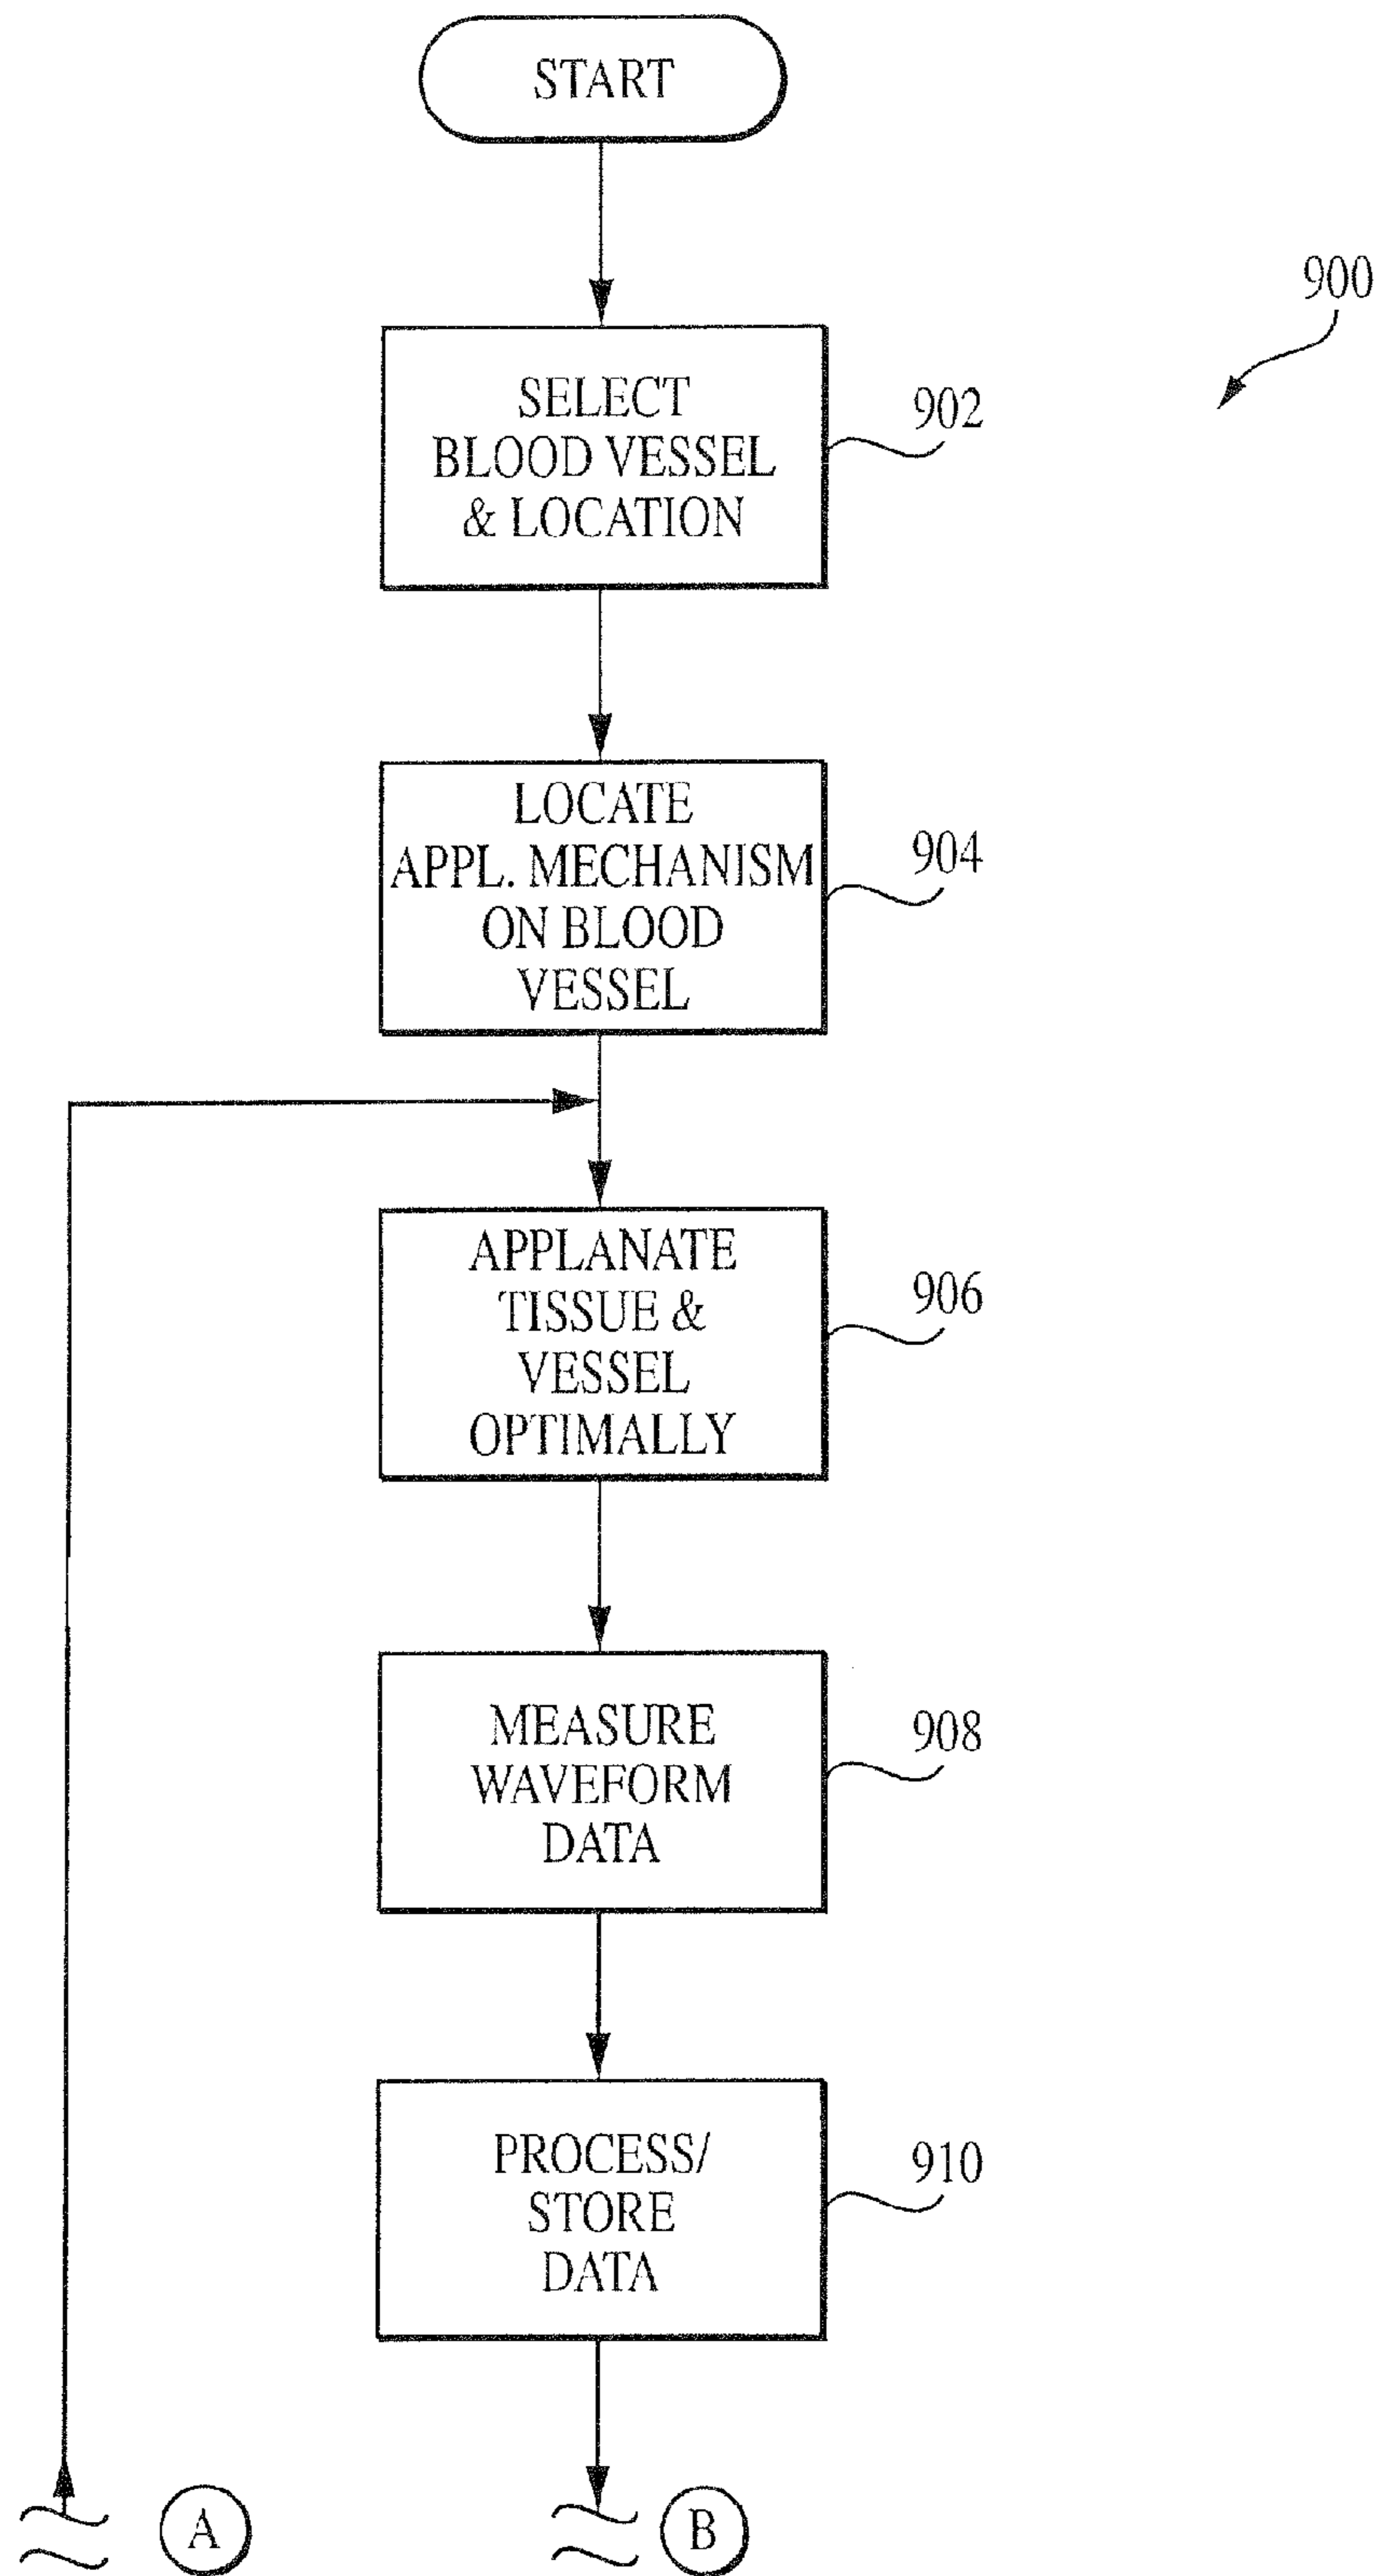 START
900
SELECT
BLOOD VESSEL
& LOCATION
902
LOCATE
APPL. MECHANISM
ON BLOOD
VESSEL
904
APPLANATE
TISSUE &
VESSEL
OPTIMALLY
906
MEASURE
WAVEFORM
DATA
908
PROCESS/
STORE
DATA
910
A
B